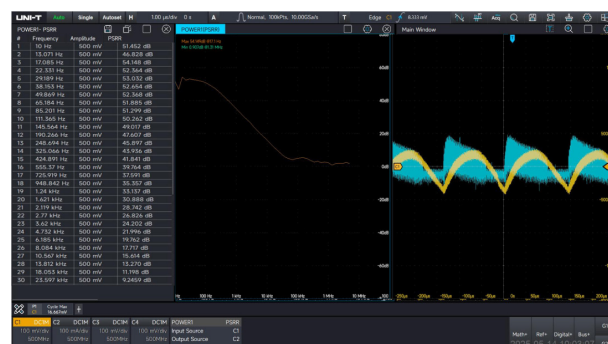 UNI-T Auto Single Autoset H 1.00 μs/div 0 s A Normal, 100kPts, 10.00GSa/s T Edge C1 8.333 mV Acq
POWER1- PSRR
# Frequency Amplitude PSRR
1 10 Hz 500 mV 51.452 dB
2 13.071 Hz 500 mV 46.828 dB
3 17.085 Hz 500 mV 54.148 dB
4 22.331 Hz 500 mV 52.364 dB
5 29.189 Hz 500 mV 53.032 dB
6 38.153 Hz 500 mV 52.654 dB
7 49.869 Hz 500 mV 52.368 dB
8 65.184 Hz 500 mV 51.885 dB
9 85.201 Hz 500 mV 51.299 dB
10 111.365 Hz 500 mV 50.262 dB
11 145.564 Hz 500 mV 49.017 dB
12 190.266 Hz 500 mV 47.607 dB
13 248.694 Hz 500 mV 45.897 dB
14 325.066 Hz 500 mV 43.936 dB
15 424.891 Hz 500 mV 41.841 dB
16 555.37 Hz 500 mV 39.764 dB
17 725.919 Hz 500 mV 37.591 dB
18 948.842 Hz 500 mV 35.357 dB
19 1.24 kHz 500 mV 33.137 dB
20 1.621 kHz 500 mV 30.888 dB
21 2.119 kHz 500 mV 28.742 dB
22 2.77 kHz 500 mV 26.826 dB
23 3.62 kHz 500 mV 24.202 dB
24 4.732 kHz 500 mV 21.996 dB
25 6.185 kHz 500 mV 19.762 dB
26 8.084 kHz 500 mV 17.717 dB
27 10.567 kHz 500 mV 15.614 dB
28 13.812 kHz 500 mV 13.270 dB
29 18.053 kHz 500 mV 11.198 dB
30 23.597 kHz 500 mV 9.2459 dB
POWER1(PSRR)
60dB
40dB
20dB
0dB
-20dB
-40dB
-60dB
100 Hz 1 kHz 10 kHz 100 kHz 1 MHz 10 MHz
Main Window
Cycle Max
16.667mV
C1 DC1M C2 DC1M C3 DC1M C4 DC1M POWER1 PSRR
100 mV/div 100 mA/div 100 mV/div 100 mV/div Input Source C1
500MHz 500MHz 500MHz 500MHz Output Source C2
Math+ Ref+ Digital+ Bus+